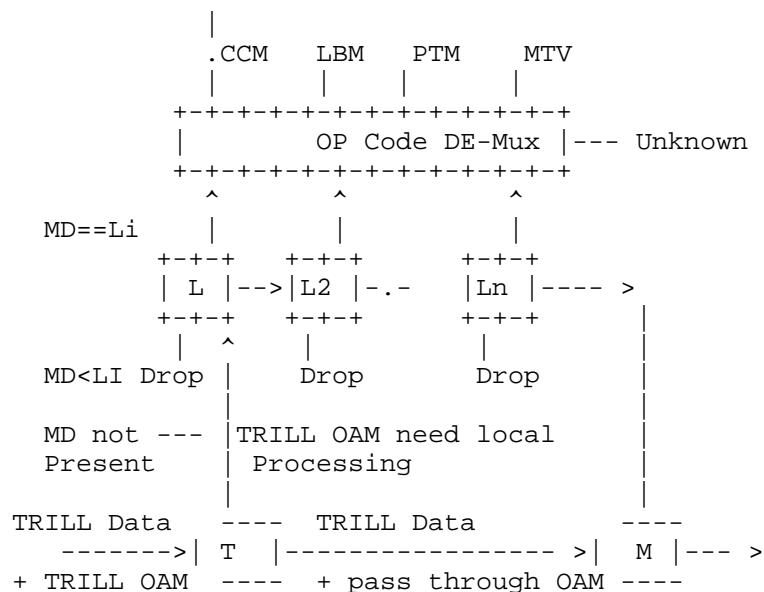 |
                .CCM   LBM    PTM     MTV
                |       |     |       |
             +-+-+-+-+-+-+-+-+-+-+-+-+-+-+
             |          OP Code DE-Mux |--- Unknown
             +-+-+-+-+-+-+-+-+-+-+-+-+-+-+
                ^        ^            ^
   MD==Li       |        |            |
            +-+-+    +-+-+        +-+-+
            | L |-->|L2 |-.-     |Ln |---- >
            +-+-+    +-+-+        +-+-+         |
              |  ^     |            |           |
   MD<LI Drop |     Drop         Drop        |
                 |                              |
   MD not --- |TRILL OAM need local      |
   Present     | Processing                  |
                 |                              |
TRILL Data   ----  TRILL Data            ----
    ------->| T  |------------------ >|  M |--- >
+ TRILL OAM  ----  + pass through OAM ----